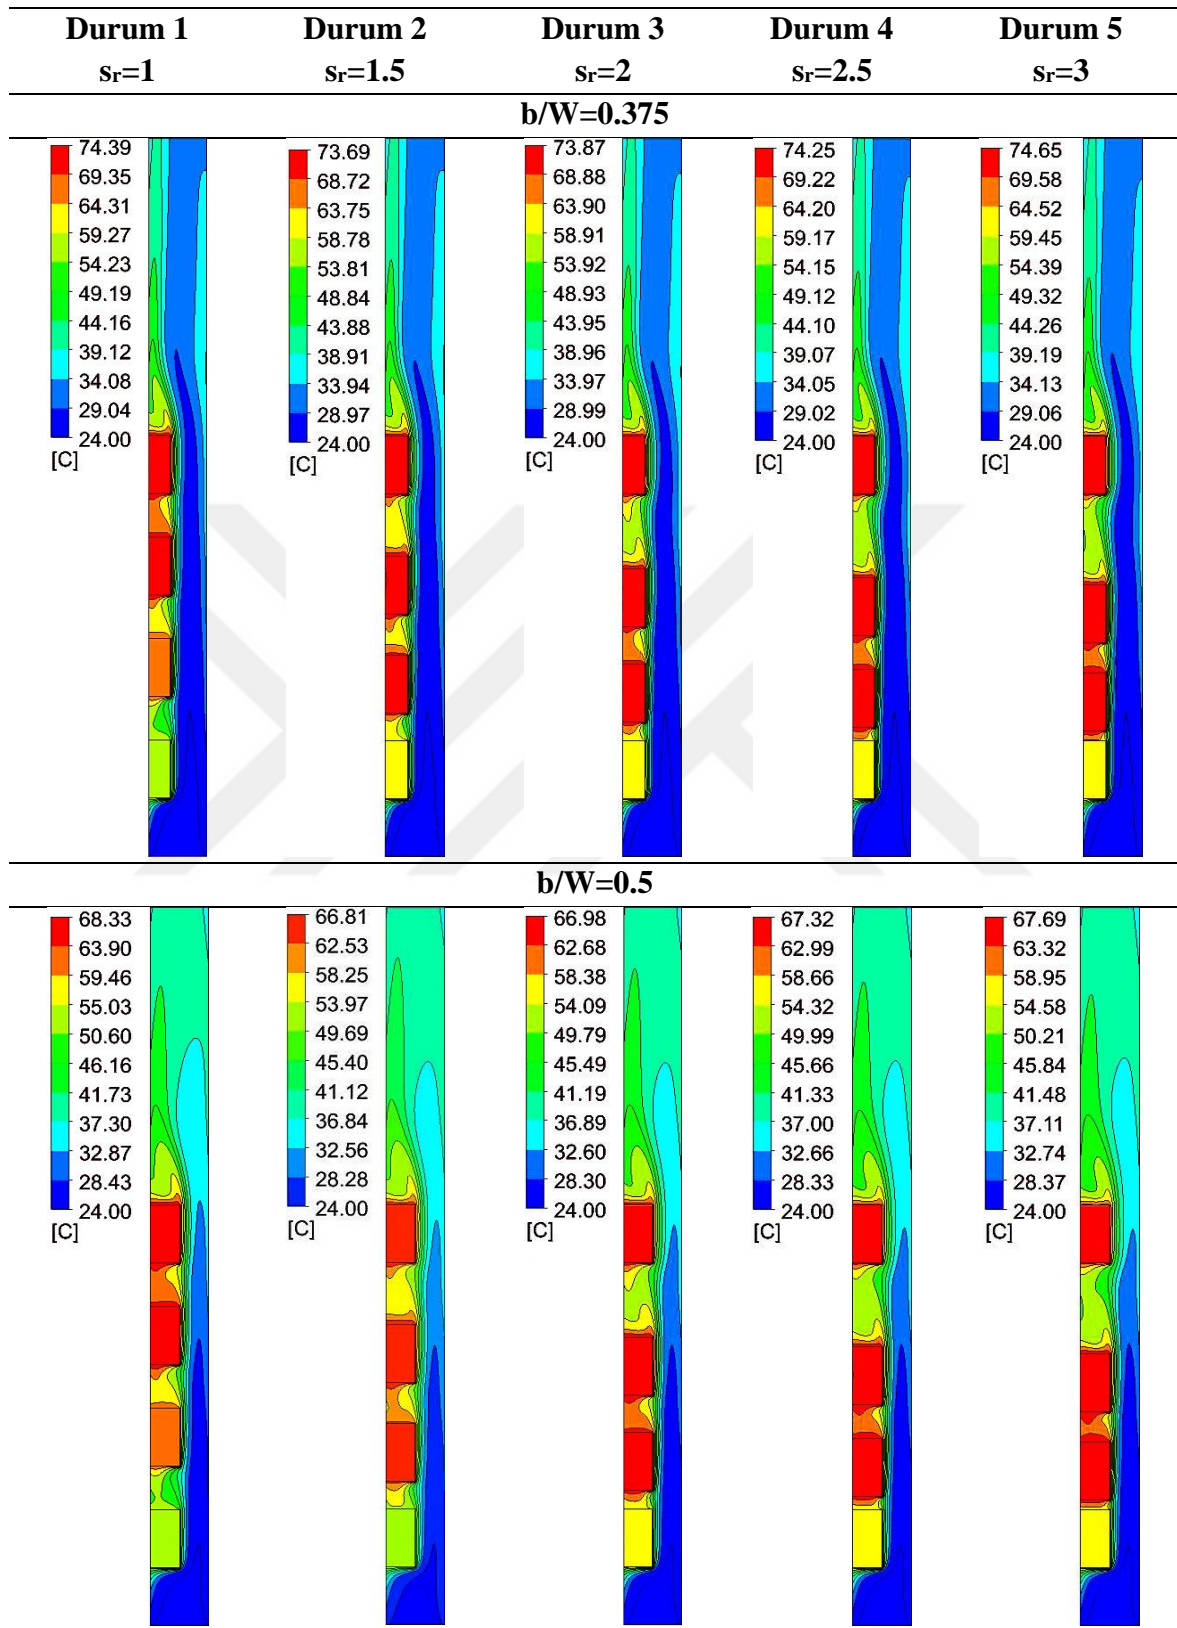 Durum 1 Durum 2 Durum 3 Durum 4 Durum 5
sr=1 sr=1.5 sr=2 sr=2.5 sr=3
b/W=0.375
74.39 73.69 73.87 74.25 74.65
69.35 68.72 68.88 69.22 69.58
64.31 63.75 63.90 64.20 64.52
59.27 58.78 58.91 59.17 59.45
54.23 53.81 53.92 54.15 54.39
49.19 48.84 48.93 49.12 49.32
44.16 43.88 43.95 44.10 44.26
39.12 38.91 38.96 39.07 39.19
34.08 33.94 33.97 34.05 34.13
29.04 28.97 28.99 29.02 29.06
24.00 24.00 24.00 24.00 24.00
[C] [C] [C] [C] [C]
b/W=0.5
68.33 66.81 66.98 67.32 67.69
63.90 62.53 62.68 62.99 63.32
59.46 58.25 58.38 58.66 58.95
55.03 53.97 54.09 54.32 54.58
50.60 49.69 49.79 49.99 50.21
46.16 45.40 45.49 45.66 45.84
41.73 41.12 41.19 41.33 41.48
37.30 36.84 36.89 37.00 37.11
32.87 32.56 32.60 32.66 32.74
28.43 28.28 28.30 28.33 28.37
24.00 24.00 24.00 24.00 24.00
[C] [C] [C] [C] [C]